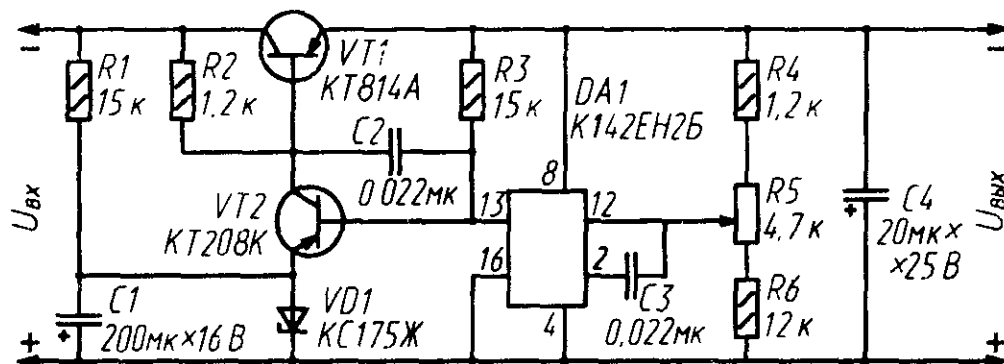 − −
R1
15 к
R2
1,2 к
VT1
КТ814А
R3
15 к
DA1
К142ЕН2Б
R4
1,2 к
C2
0,022мк
8
Uвх
VT2
КТ208К
13
12
R5
4,7 к
C4
20мк×
×25 В
Uвых
16
2
C1
200мк×16 В
VD1
КС175Ж
4
C3
0,022мк
R6
12 к
+ + + +